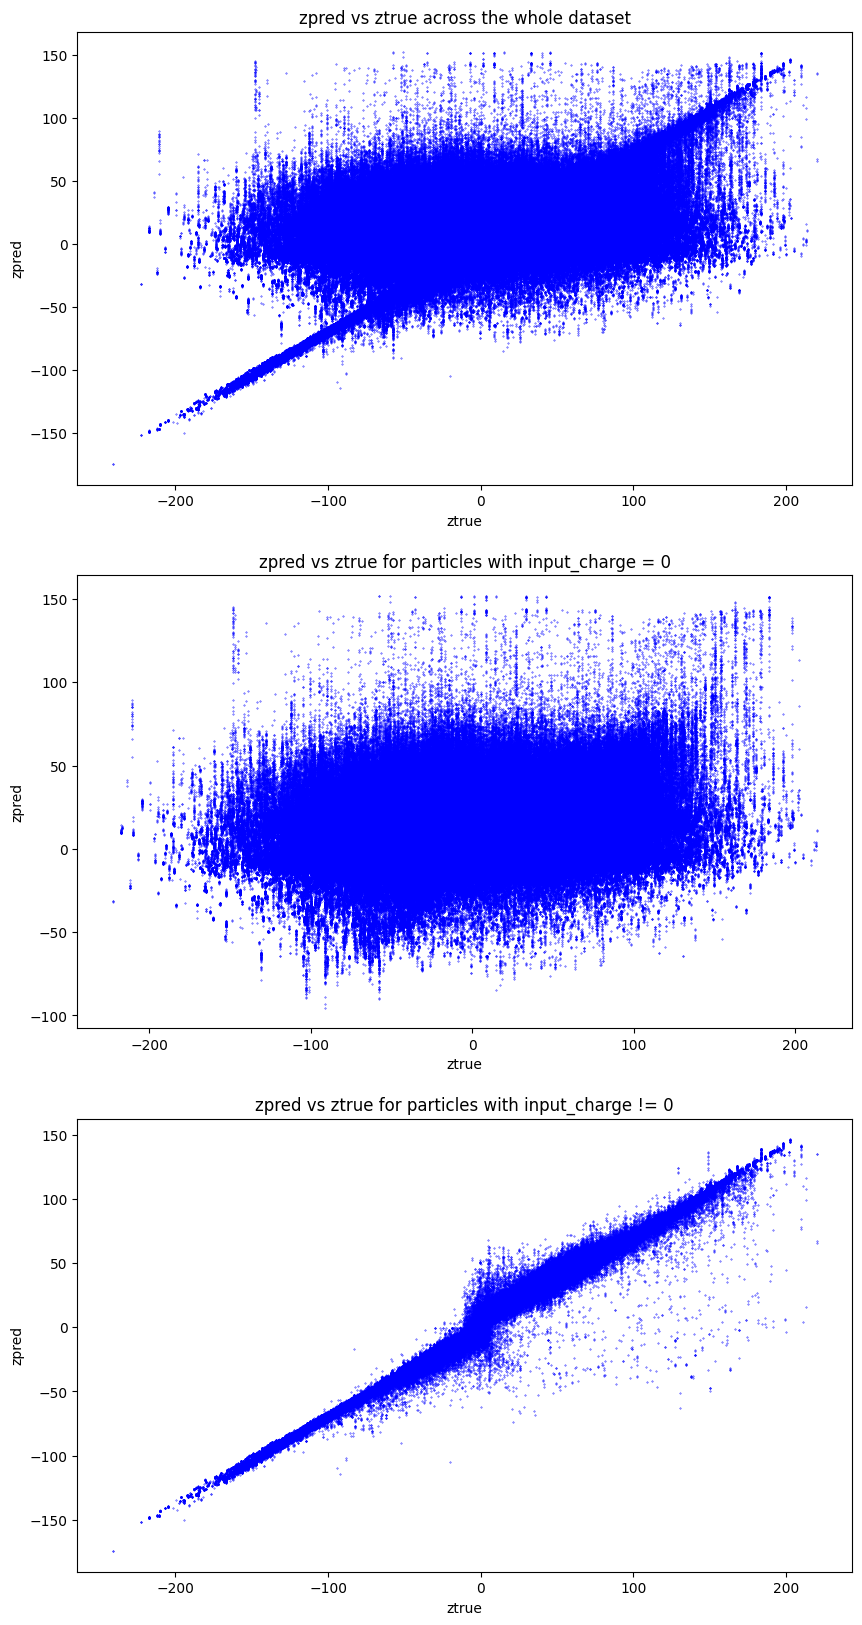 zpred vs ztrue across the whole dataset
150
100
50
0
−50
−100
−150
zpred
−200 −100 0 100 200
ztrue
zpred vs ztrue for particles with input_charge = 0
150
100
50
0
−50
−100
zpred
−200 −100 0 100 200
ztrue
zpred vs ztrue for particles with input_charge != 0
150
100
50
0
−50
−100
−150
zpred
−200 −100 0 100 200
ztrue